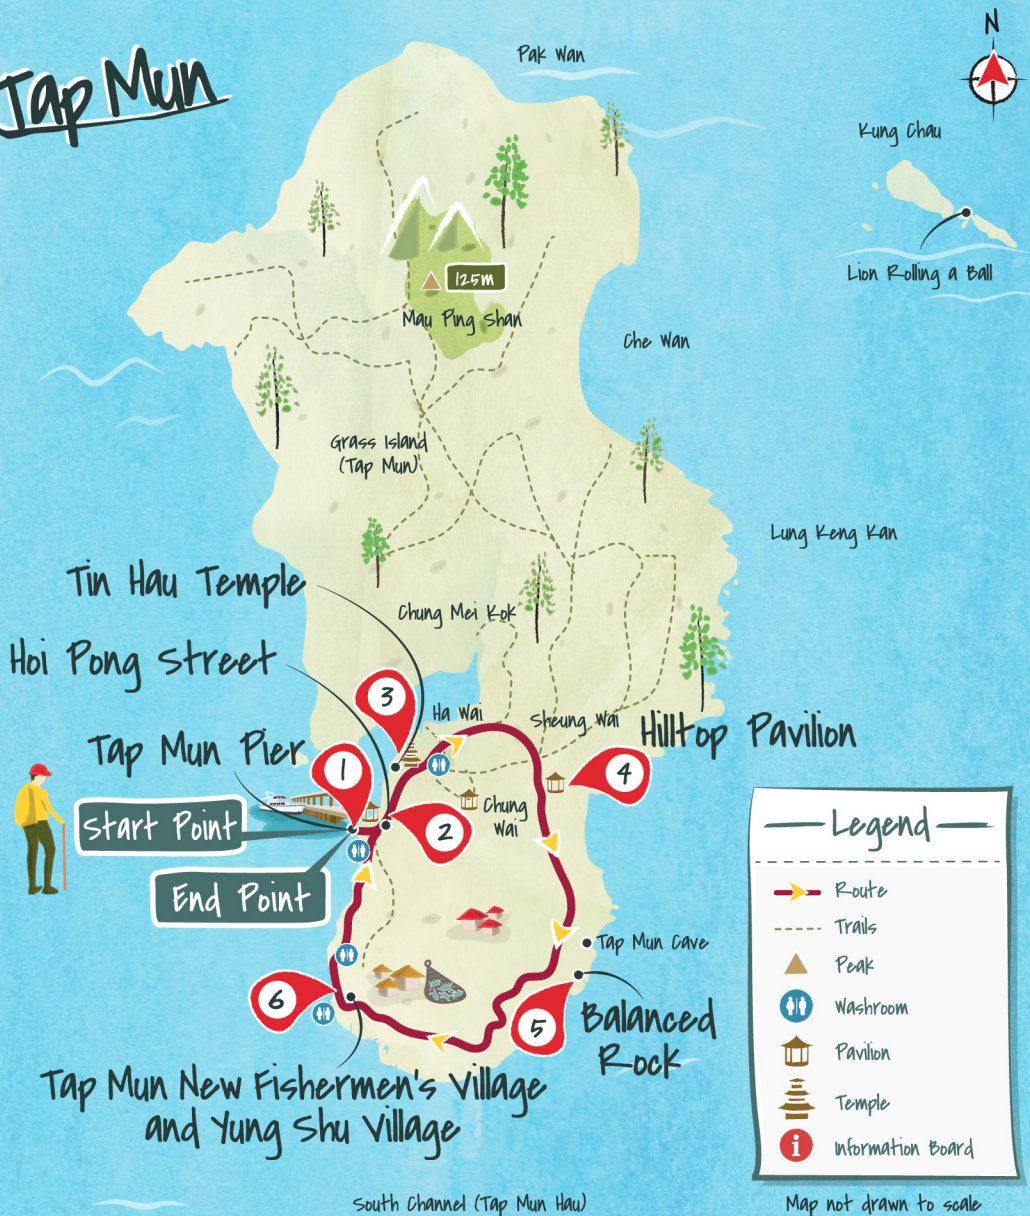 Tap Mun
N
Pak Wan
Kung Chau
Lion Rolling a Ball
125m
Mau Ping Shan
Che Wan
Grass Island
(Tap Mun)
Lung Keng Kan
Tin Hau Temple
Chung Mei Kok
Hoi Pong Street
3
Ha Wai
Sheung Wai
Hilltop Pavilion
Tap Mun Pier
1
4
Chung
Wai
2
Start Point
End Point
Legend
Route
Trails
Peak
Washroom
Pavilion
Temple
i
Information Board
Tap Mun Cave
6
5
Balanced
Rock
Tap Mun New Fishermen's Village
and Yung Shu Village
South Channel (Tap Mun Hau)
Map not drawn to scale